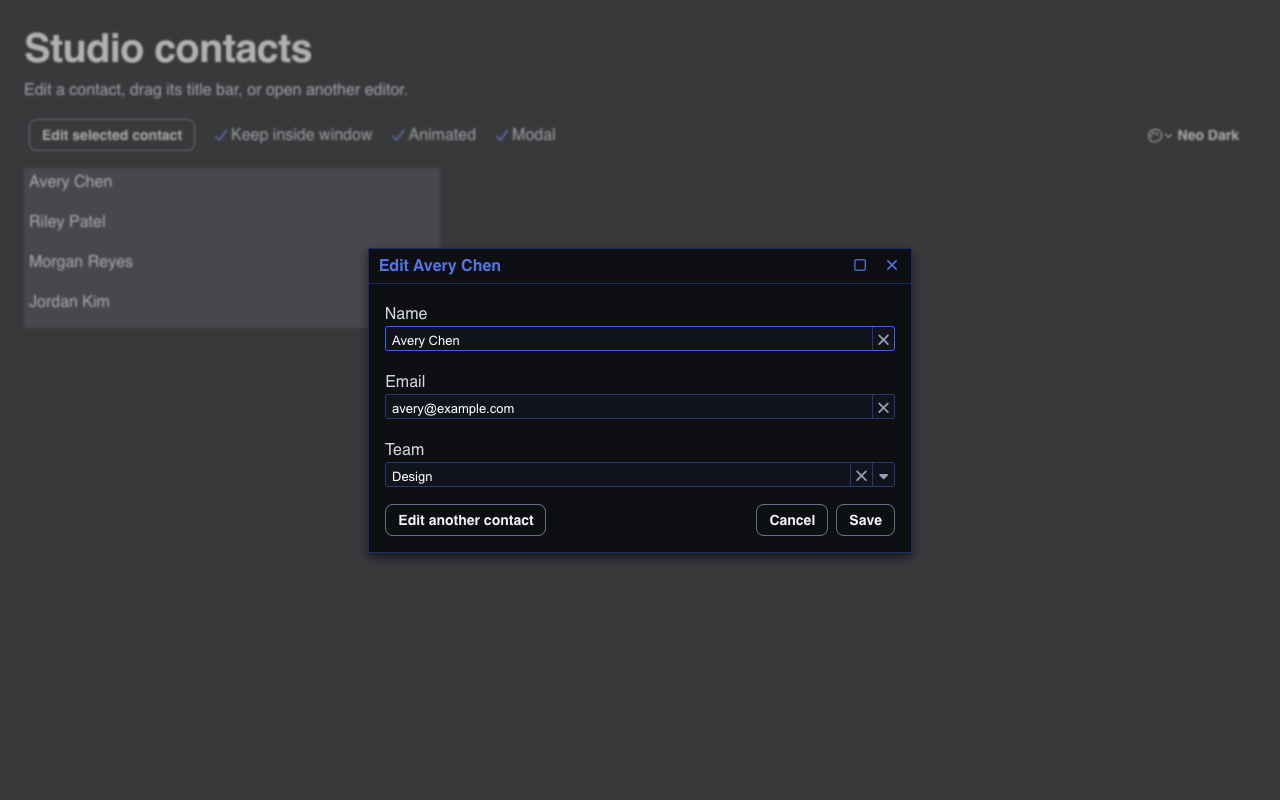 Studio contacts
Edit a contact, drag its title bar, or open another editor.
Edit selected contact
Keep inside window
Animated
Modal
Neo Dark
Avery Chen
Riley Patel
Morgan Reyes
Jordan Kim
Edit Avery Chen
Name
Avery Chen
Email
avery@example.com
Team
Design
Edit another contact
Cancel
Save